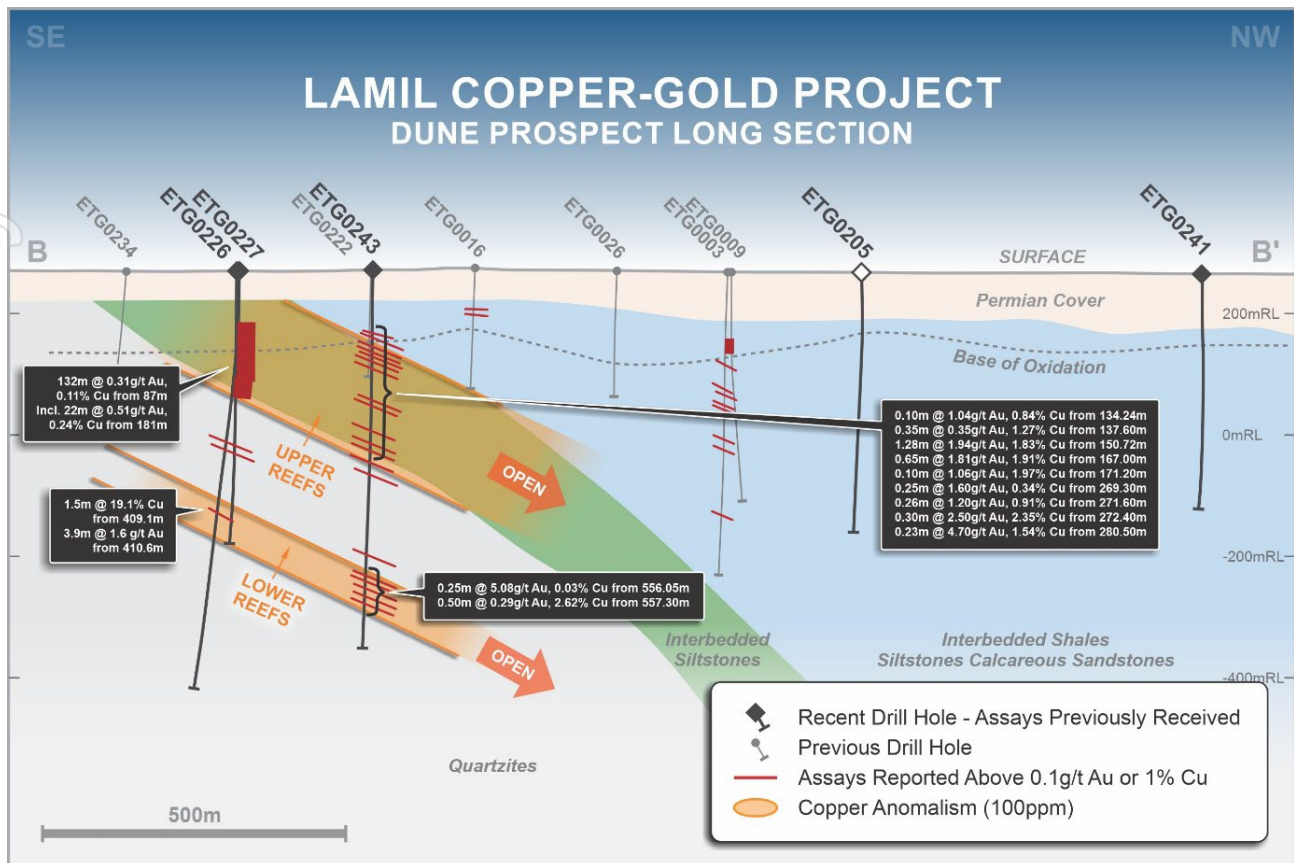 SE
NW
LAMIL COPPER-GOLD PROJECT
DUNE PROSPECT LONG SECTION
ETG0234
ETG0227
ETG0226
ETG0243
ETG0222
ETG0016
ETG0026
ETG0009
ETG0003
ETG0205
ETG0241
B
SURFACE
B'
Permian Cover
200mRL
Base of Oxidation
132m @ 0.31g/t Au,
0.11% Cu from 87m
Incl. 22m @ 0.51g/t Au,
0.24% Cu from 181m
0.10m @ 1.04g/t Au, 0.84% Cu from 134.24m
0.35m @ 0.35g/t Au, 1.27% Cu from 137.60m
1.28m @ 1.94g/t Au, 1.83% Cu from 150.72m
0.65m @ 1.81g/t Au, 1.91% Cu from 167.00m
0.10m @ 1.06g/t Au, 1.97% Cu from 171.20m
0.25m @ 1.60g/t Au, 0.34% Cu from 269.30m
0.26m @ 1.20g/t Au, 0.91% Cu from 271.60m
0.30m @ 2.50g/t Au, 2.35% Cu from 272.40m
0.23m @ 4.70g/t Au, 1.54% Cu from 280.50m
0mRL
UPPER
REEFS
OPEN
1.5m @ 19.1% Cu
from 409.1m
3.9m @ 1.6 g/t Au
from 410.6m
-200mRL
LOWER
REEFS
0.25m @ 5.08g/t Au, 0.03% Cu from 556.05m
0.50m @ 0.29g/t Au, 2.62% Cu from 557.30m
OPEN
Interbedded
Siltstones
Interbedded Shales
Siltstones Calcareous Sandstones
-400mRL
Quartzites
500m
Recent Drill Hole - Assays Previously Received
Previous Drill Hole
Assays Reported Above 0.1g/t Au or 1% Cu
Copper Anomalism (100ppm)